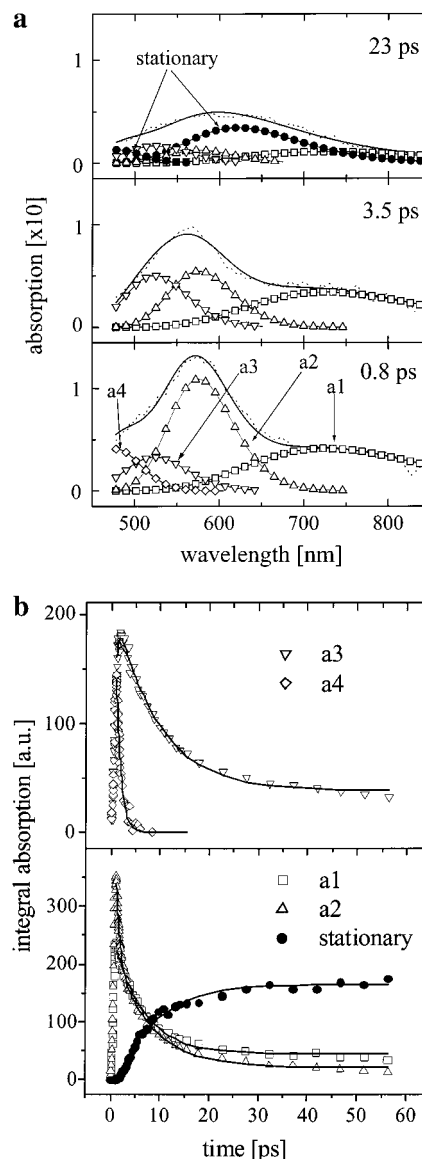 a
23 ps
stationary
1
0
3.5 ps
absorption [x10]
1
0
0.8 ps
a4
a3
a2
a1
1
0
500 600 700 800
wavelength [nm]
b
200
a3
a4
100
0
integral absorption [a.u.]
300
a1
a2
stationary
200
100
0
0 10 20 30 40 50 60
time [ps]